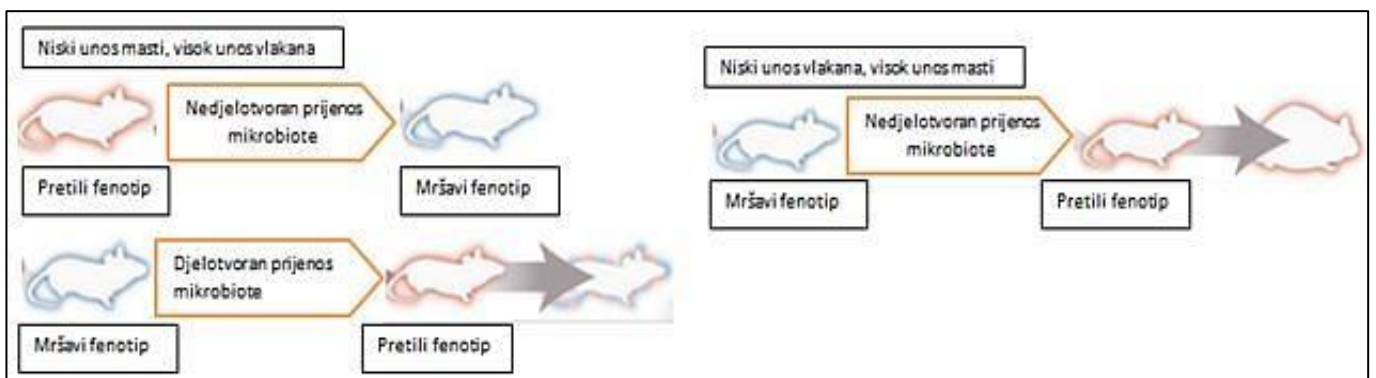 Niski unos masti, visok unos vlakana
Nedjelotvoran prijenos
mikrobiote
Pretili fenotip
Mršavi fenotip
Djelotvoran prijenos
mikrobiote
Mršavi fenotip
Pretili fenotip
Niski unos vlakana, visok unos masti
Nedjelotvoran prijenos
mikrobiote
Mršavi fenotip
Pretili fenotip